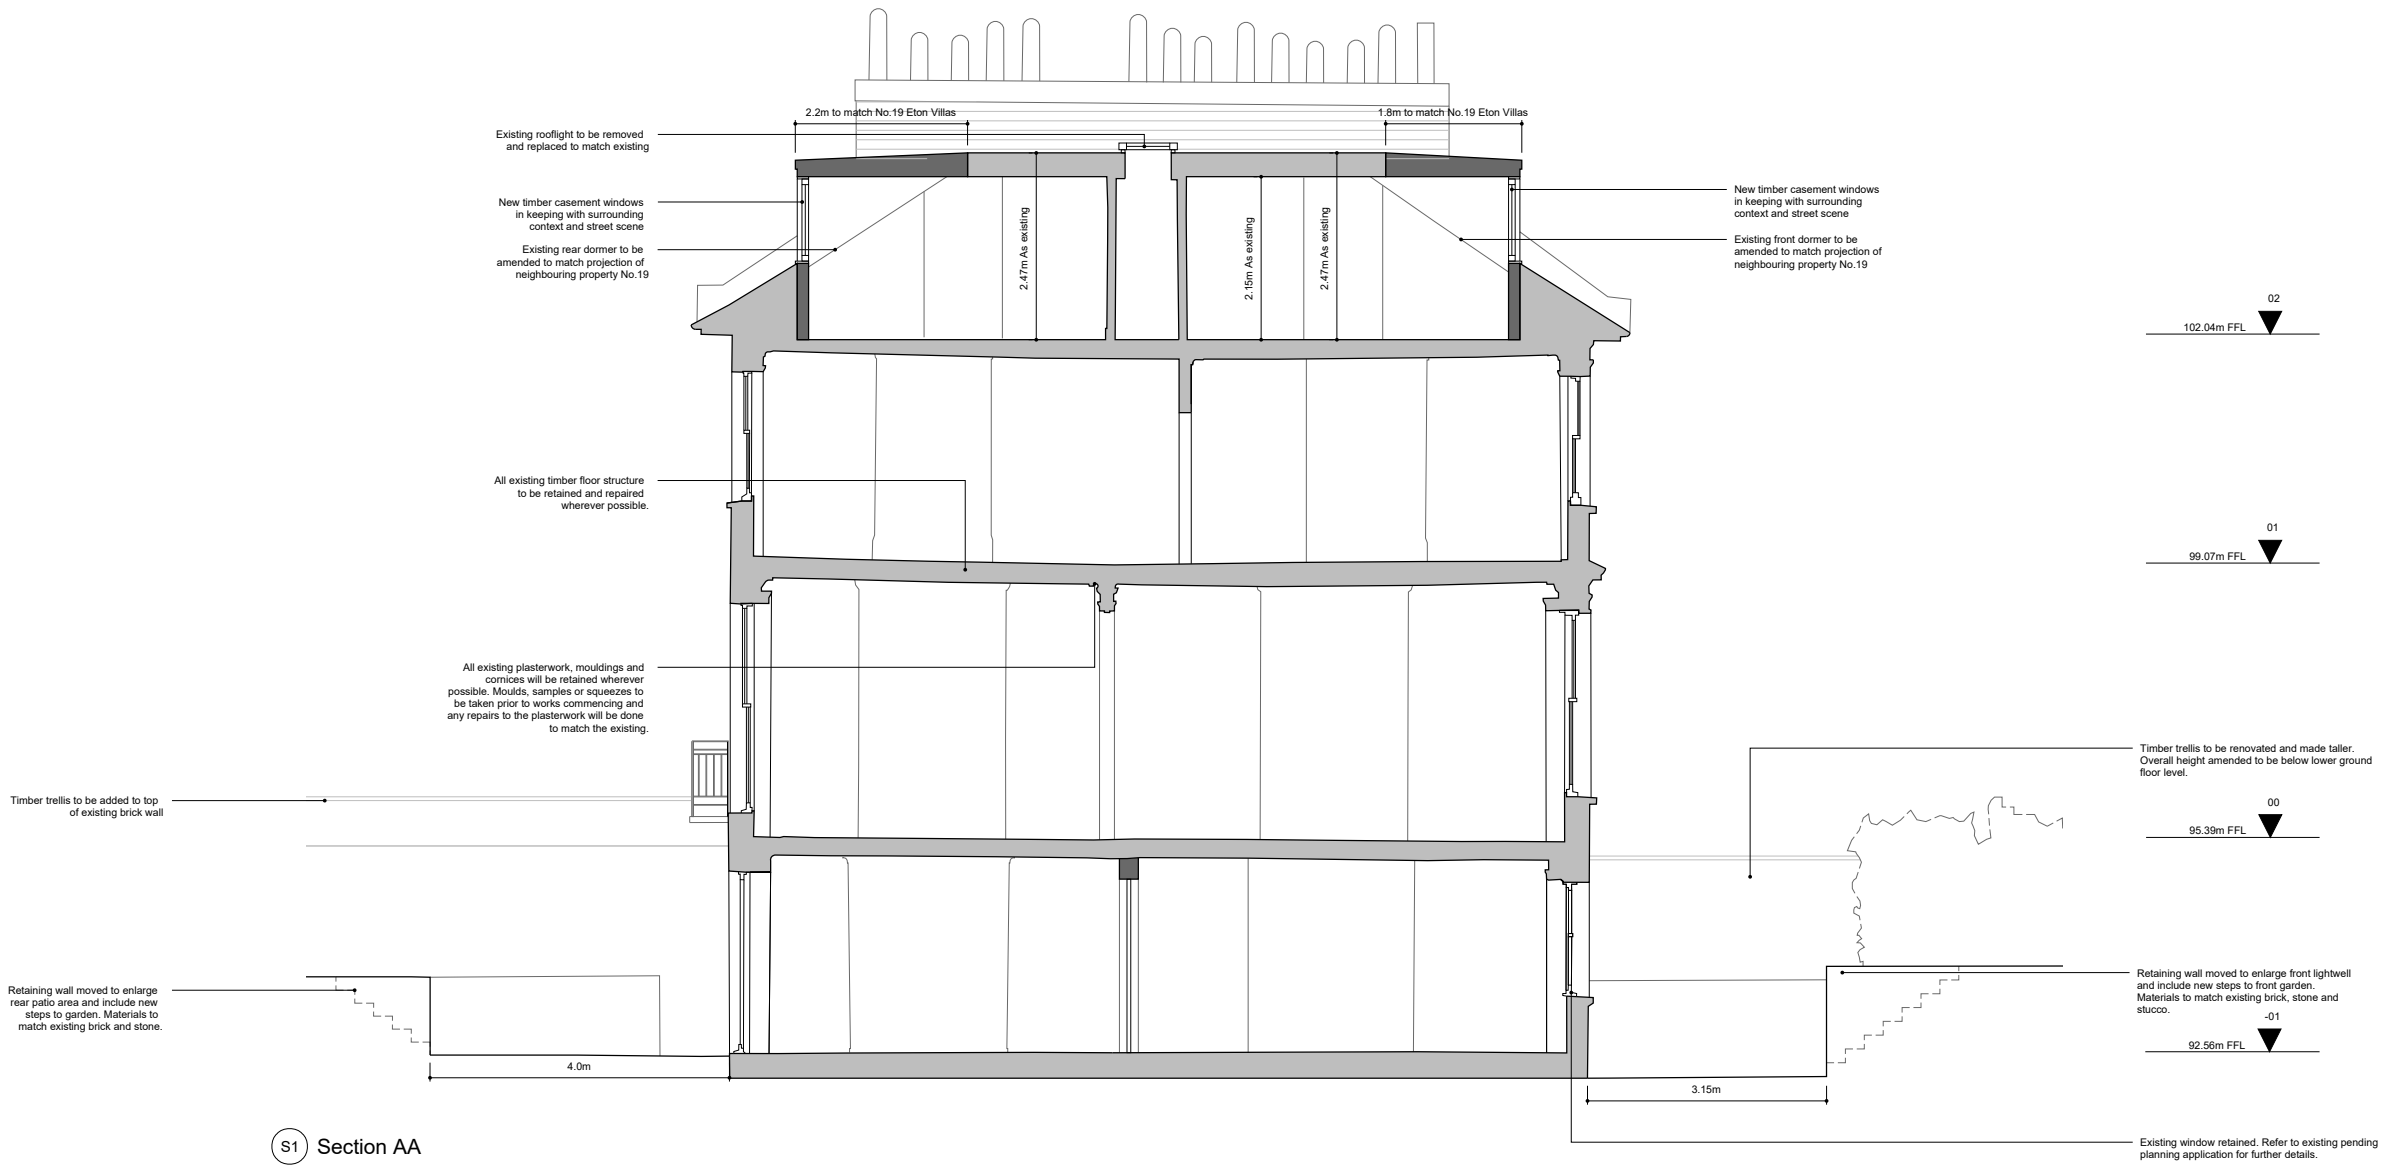 2.2m to match No.19 Eton Villas
1.8m to match No.19 Eton Villas
Existing rooflight to be removed
and replaced to match existing
New timber casement windows
in keeping with surrounding
context and street scene
Existing rear dormer to be
amended to match projection of
neighbouring property No.19
2.47m As existing
2.15m As existing
2.47m As existing
New timber casement windows
in keeping with surrounding
context and street scene
Existing front dormer to be
amended to match projection of
neighbouring property No.19
02
102.04m FFL
All existing timber floor structure
to be retained and repaired
wherever possible.
01
99.07m FFL
All existing plasterwork, mouldings and
cornices will be retained wherever
possible. Moulds, samples or squeezes to
be taken prior to works commencing and
any repairs to the plasterwork will be done
to match the existing.
Timber trellis to be renovated and made taller.
Overall height amended to be below lower ground
floor level.
Timber trellis to be added to top
of existing brick wall
00
95.39m FFL
Retaining wall moved to enlarge
rear patio area and include new
steps to garden. Materials to
match existing brick and stone.
Retaining wall moved to enlarge front lightwell
and include new steps to front garden.
Materials to match existing brick, stone and
stucco.
-01
92.56m FFL
4.0m
3.15m
S1
Section AA
Existing window retained. Refer to existing pending
planning application for further details.